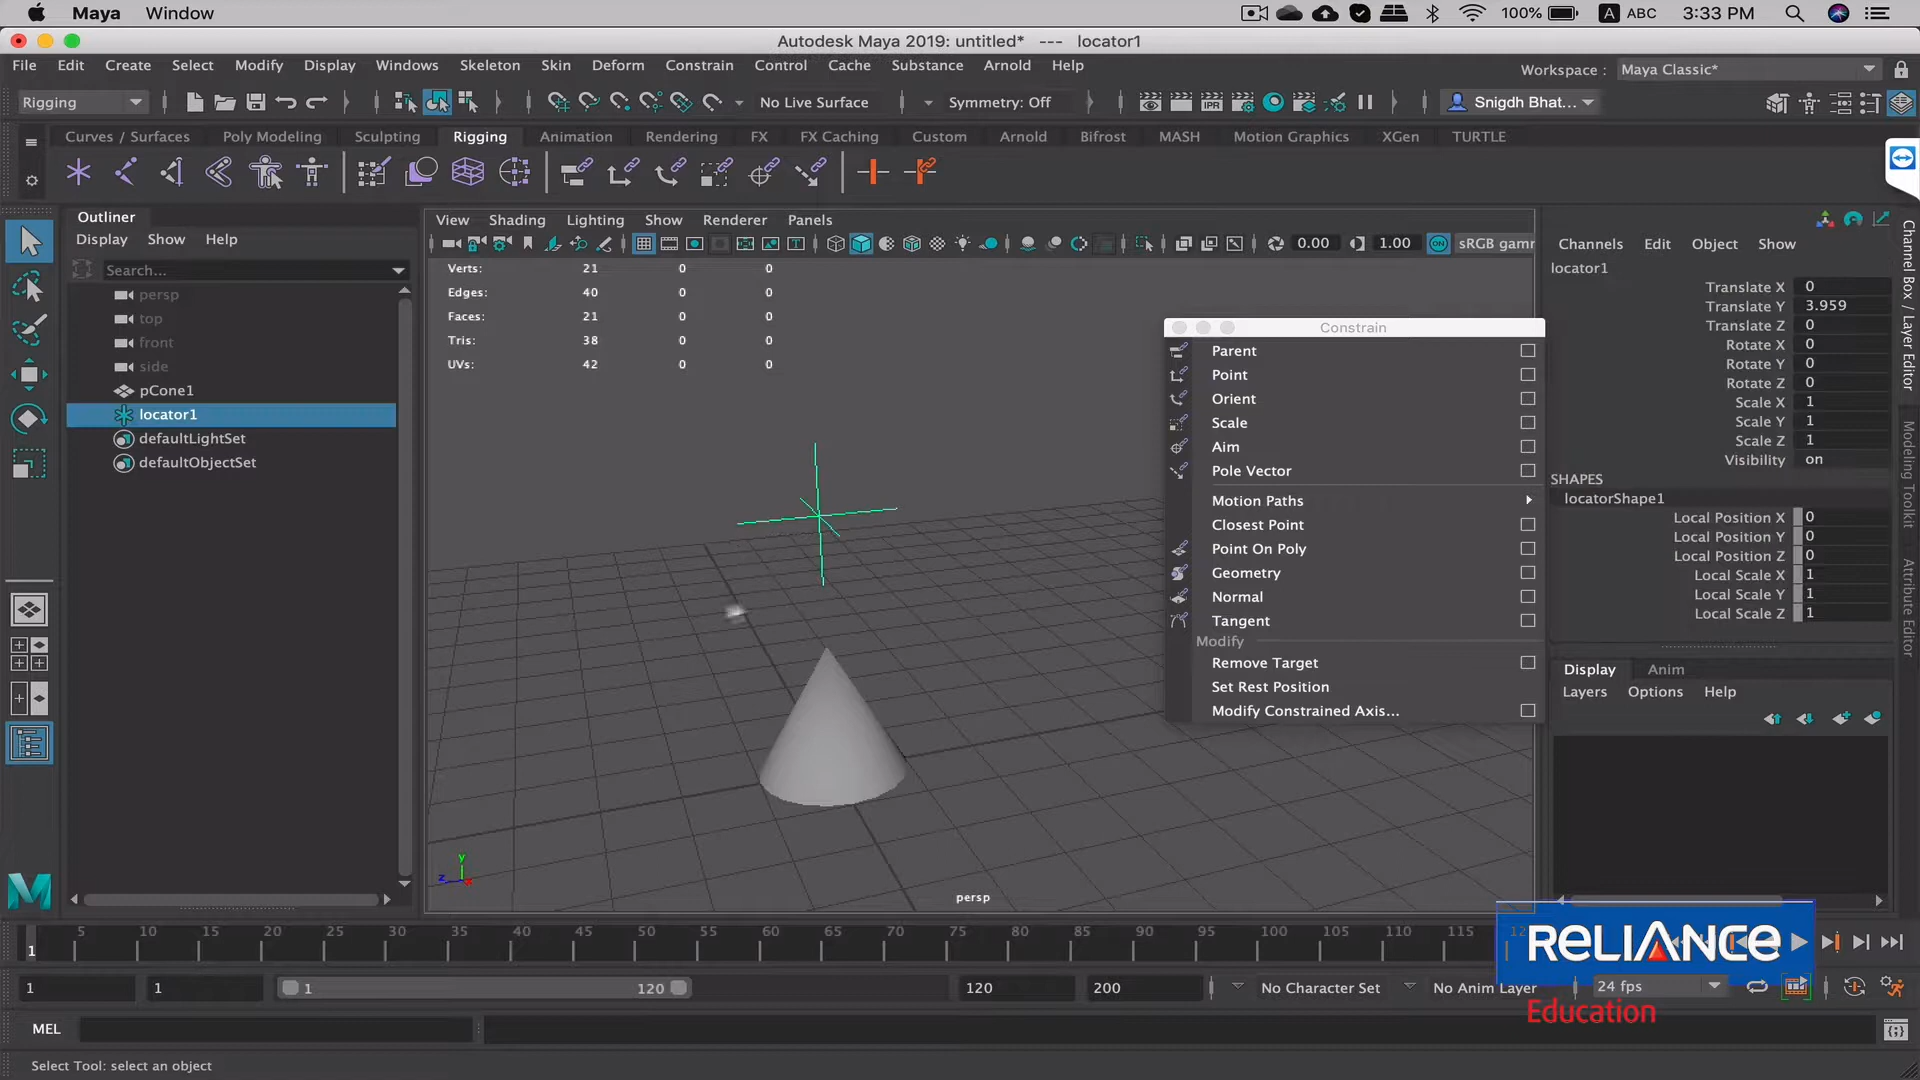 Maya Window
100% A ABC 3:33 PM
Autodesk Maya 2019: untitled* --- locator1
File Edit Create Select Modify Display Windows Skeleton Skin Deform Constrain Control Cache Substance Arnold Help
Workspace : Maya Classic*
Rigging
No Live Surface
Symmetry: Off
IPR
Snigdh Bhat...
Curves / Surfaces Poly Modeling Sculpting Rigging Animation Rendering FX FX Caching Custom Arnold Bifrost MASH Motion Graphics XGen TURTLE
Outliner
Display Show Help
Search...
persp
top
front
side
pCone1
locator1
defaultLightSet
defaultObjectSet
View Shading Lighting Show Renderer Panels
0.00 1.00 ON sRGB gamm
Verts: 21 0 0
Edges: 40 0 0
Faces: 21 0 0
Tris: 38 0 0
UVs: 42 0 0
y
z
x
persp
Constrain
Parent
Point
Orient
Scale
Aim
Pole Vector
Motion Paths
Closest Point
Point On Poly
Geometry
Normal
Tangent
Modify
Remove Target
Set Rest Position
Modify Constrained Axis...
Channels Edit Object Show
locator1
Translate X 0
Translate Y 3.959
Translate Z 0
Rotate X 0
Rotate Y 0
Rotate Z 0
Scale X 1
Scale Y 1
Scale Z 1
Visibility on
SHAPES
locatorShape1
Local Position X 0
Local Position Y 0
Local Position Z 0
Local Scale X 1
Local Scale Y 1
Local Scale Z 1
Display Anim
Layers Options Help
Channel Box / Layer Editor
Modeling Toolkit
Attribute Editor
1 5 10 15 20 25 30 35 40 45 50 55 60 65 70 75 80 85 90 95 100 105 110 115
RELIANCE
Education
1 1 1 120 120 200 No Character Set No Anim Layer 24 fps
MEL
Select Tool: select an object